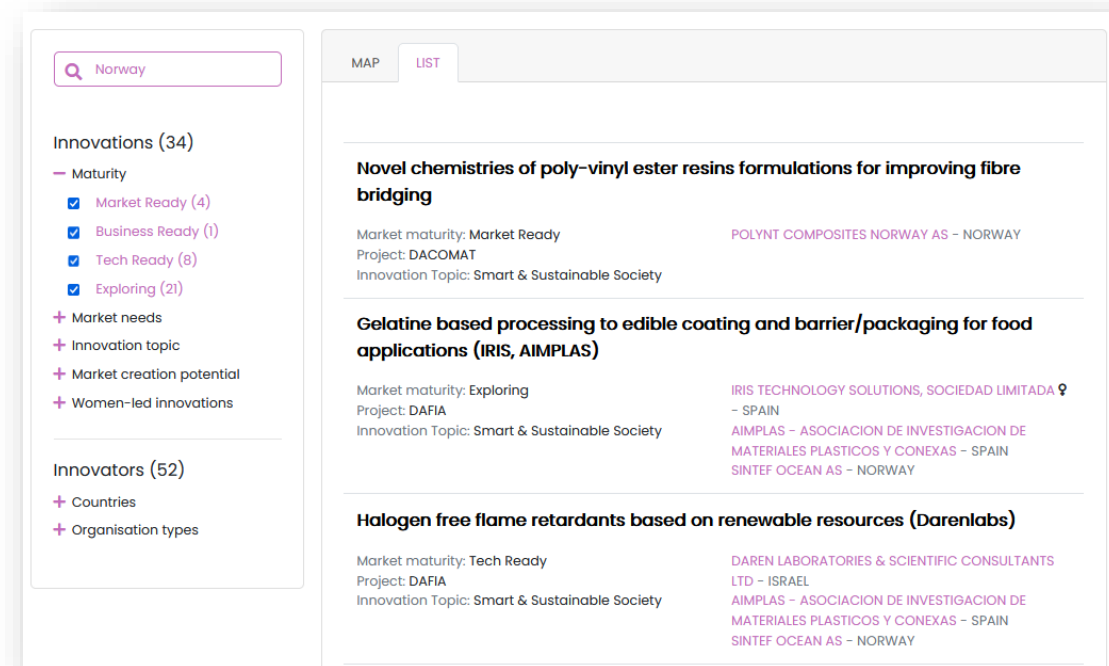 Norway
Innovations (34)
Maturity
Market Ready (4)
Business Ready (1)
Tech Ready (8)
Exploring (21)
Market needs
Innovation topic
Market creation potential
Women-led innovations
Innovators (52)
Countries
Organisation types
MAP LIST
Novel chemistries of poly-vinyl ester resins formulations for improving fibre
bridging
Market maturity: Market Ready
Project: DACOMAT
Innovation Topic: Smart & Sustainable Society
POLYNT COMPOSITES NORWAY AS - NORWAY
Gelatine based processing to edible coating and barrier/packaging for food
applications (IRIS, AIMPLAS)
Market maturity: Exploring
Project: DAFIA
Innovation Topic: Smart & Sustainable Society
IRIS TECHNOLOGY SOLUTIONS, SOCIEDAD LIMITADA
- SPAIN
AIMPLAS - ASOCIACION DE INVESTIGACION DE
MATERIALES PLASTICOS Y CONEXAS - SPAIN
SINTEF OCEAN AS - NORWAY
Halogen free flame retardants based on renewable resources (Darenlabs)
Market maturity: Tech Ready
Project: DAFIA
Innovation Topic: Smart & Sustainable Society
DAREN LABORATORIES & SCIENTIFIC CONSULTANTS
LTD - ISRAEL
AIMPLAS - ASOCIACION DE INVESTIGACION DE
MATERIALES PLASTICOS Y CONEXAS - SPAIN
SINTEF OCEAN AS - NORWAY